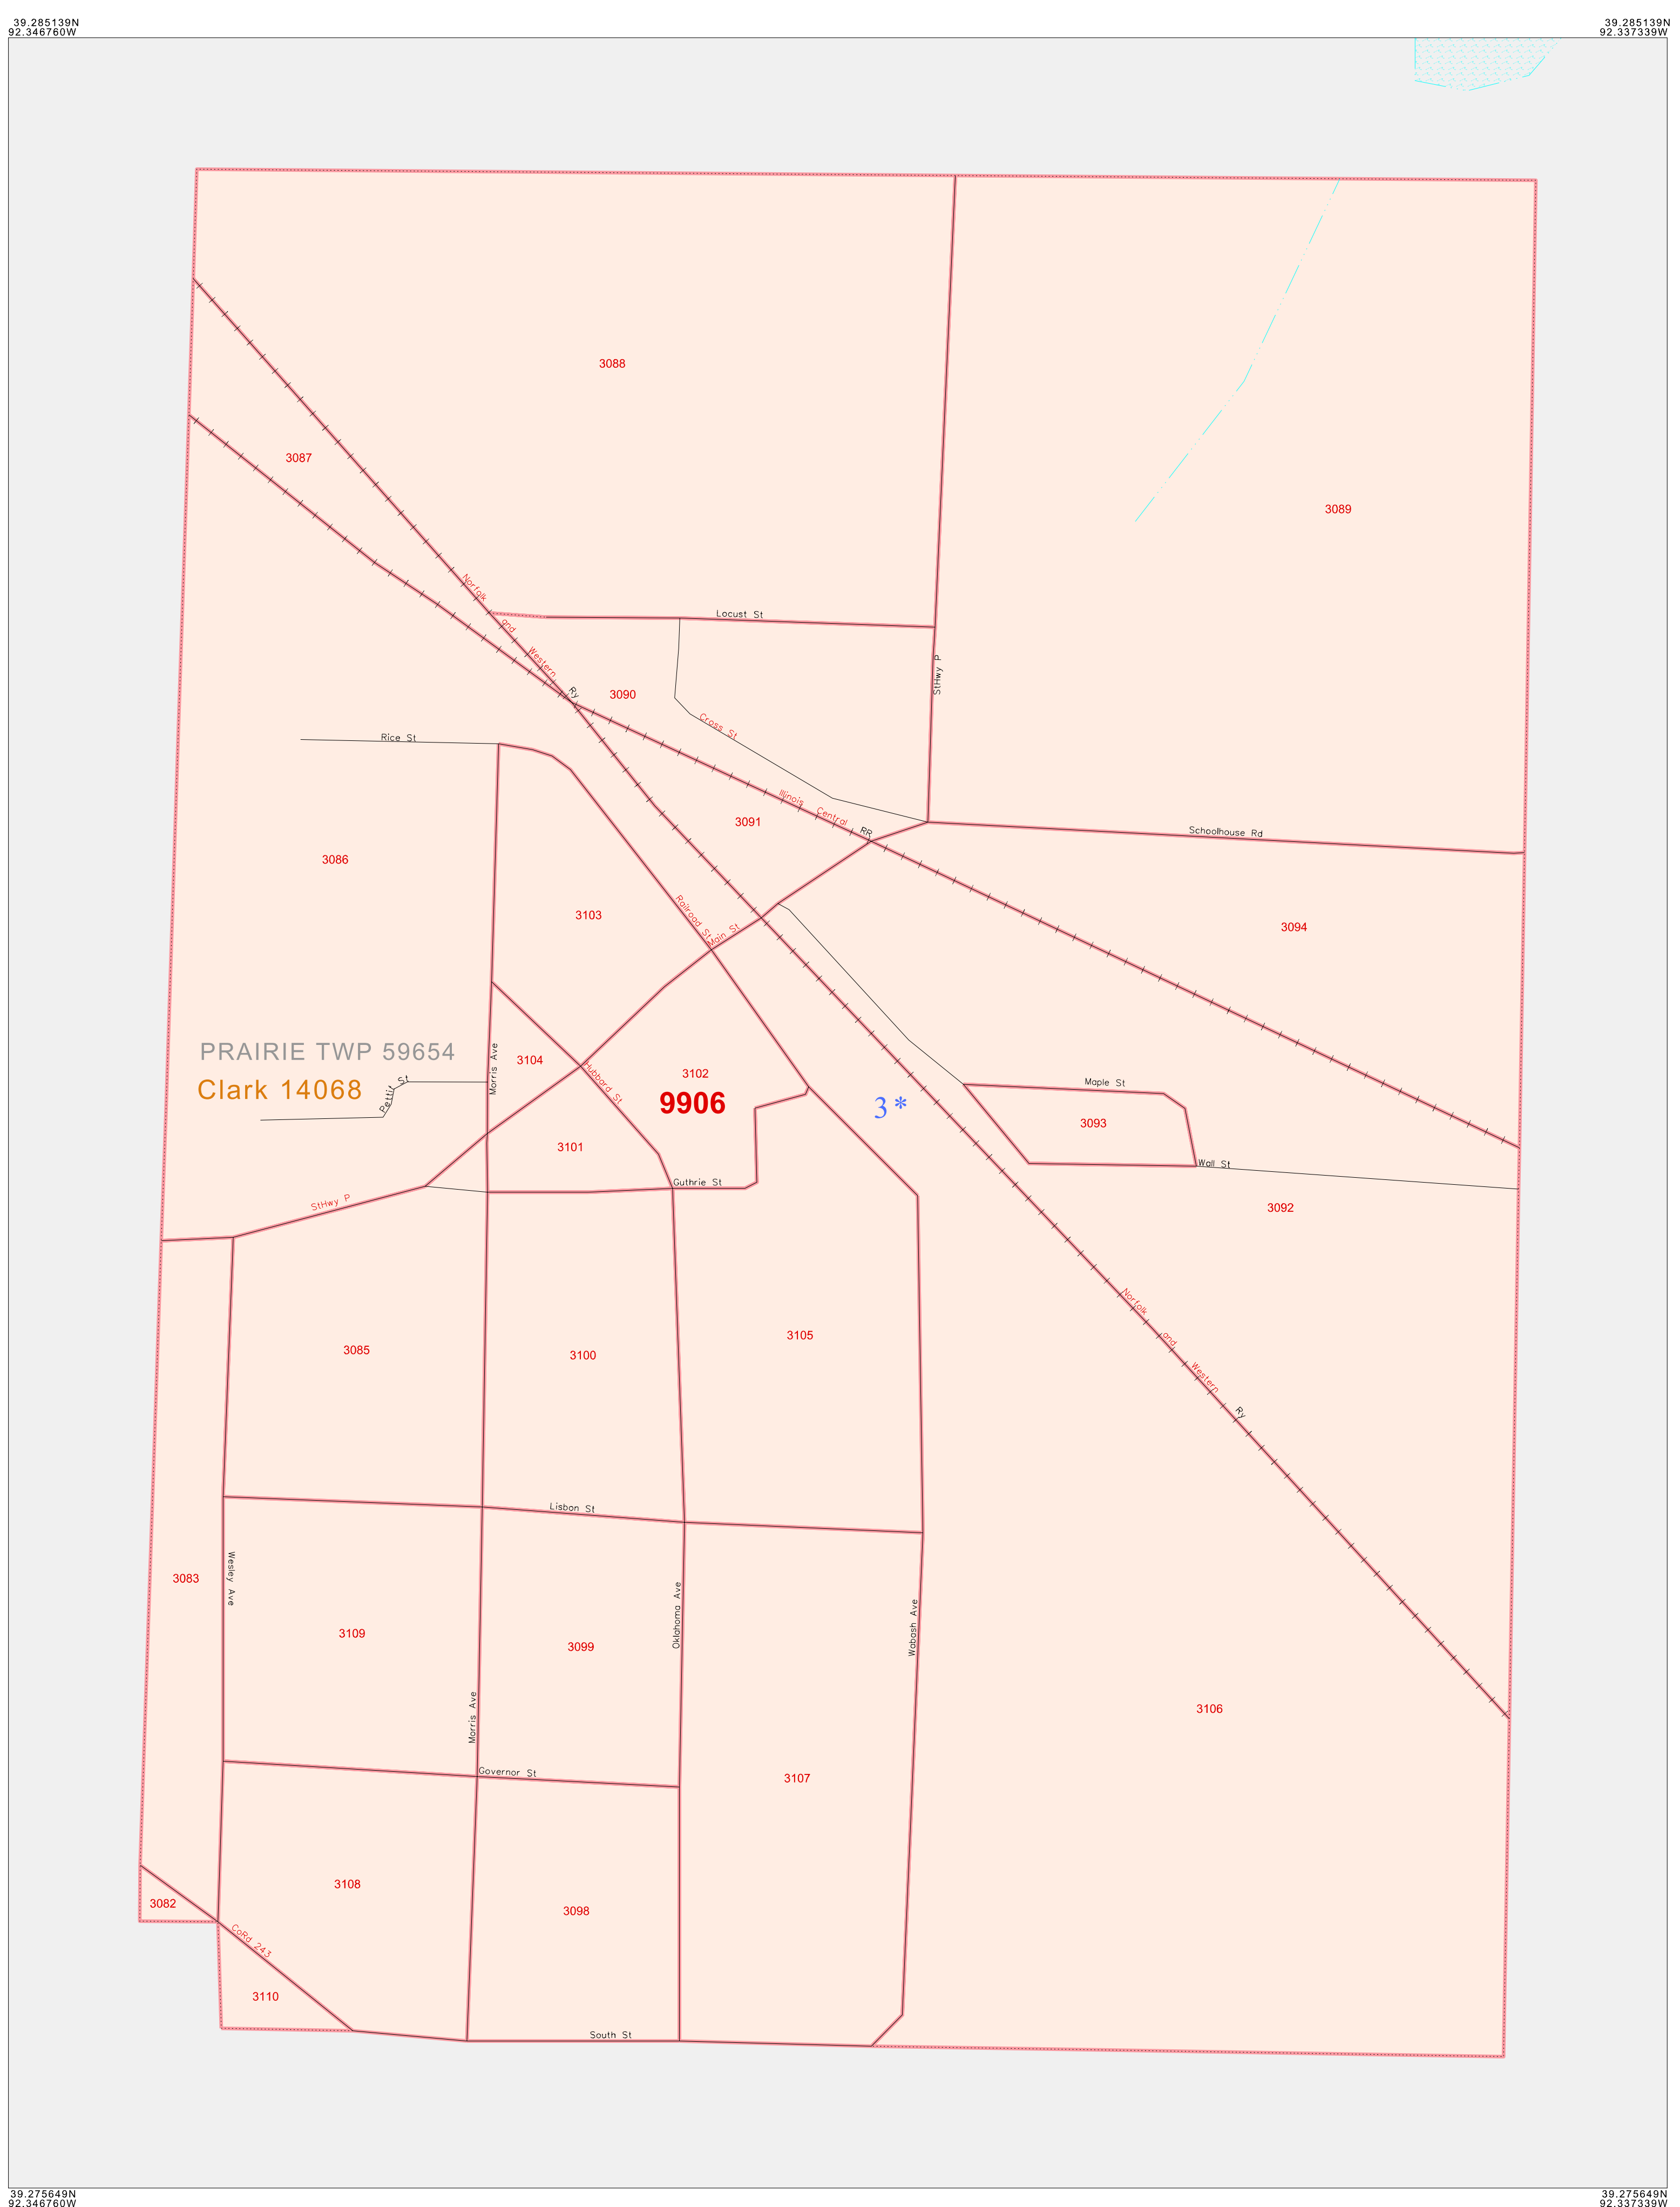 39.285139N
92.346760W
39.285139N
92.337339W
3088
3087
3089
Norfolk and Western Ry
Locust St
StHwy P
3090
Cross St
Rice St
Illinois Central RR
3091
Schoolhouse Rd
3086
3103
Railroad St
Main St
3094
PRAIRIE TWP 59654
Clark 14068
Pettit St
Morris Ave
3104
Hubbard St
3102
9906
3*
Maple St
3093
3101
Guthrie St
Wall St
StHwy P
3092
Norfolk and Western Ry
3085
3100
3105
Lisbon St
3083
Wesley Ave
3109
3099
Oklahoma Ave
Wabash Ave
Morris Ave
3106
Governor St
3107
3108
3082
3098
CoRd 243
3110
South St
39.275649N
92.346760W
39.275649N
92.337339W